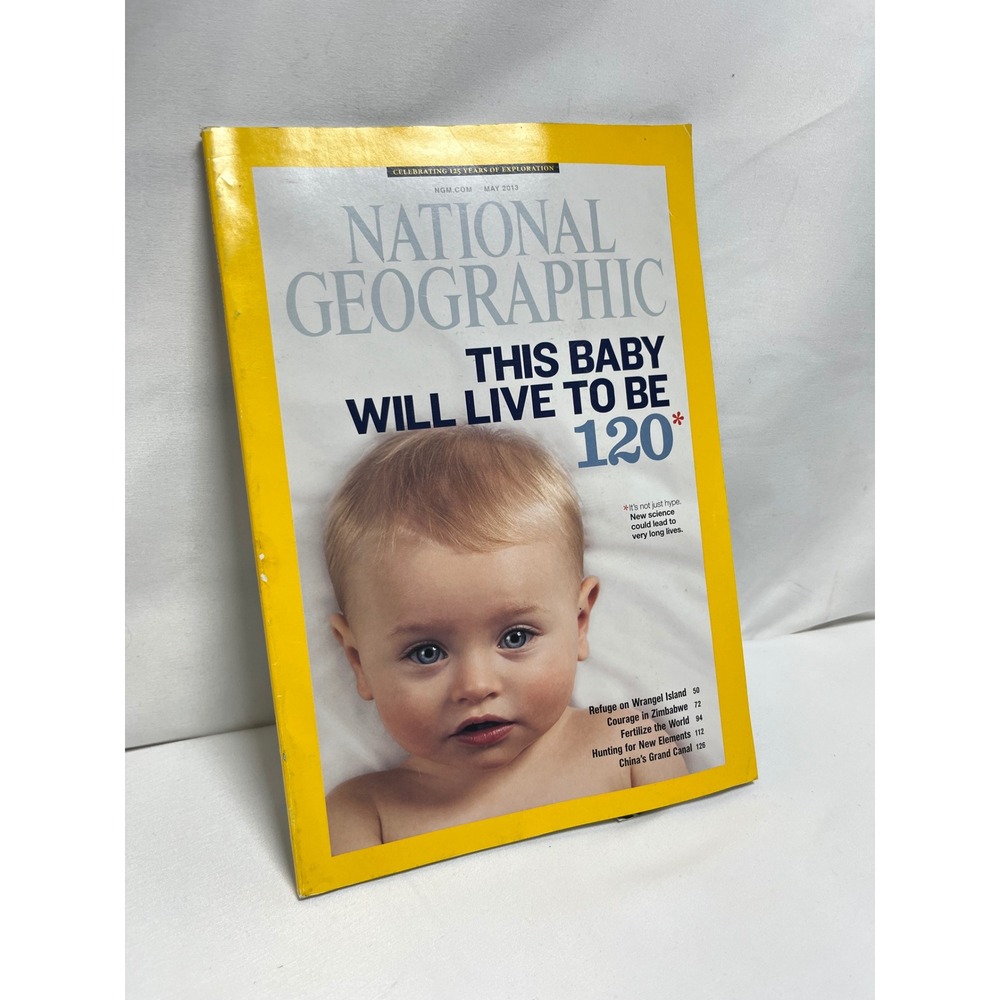 CELEBRATING 125 YEARS OF EXPLORATION
NGM.COM MAY 2013
NATIONAL
GEOGRAPHIC
THIS BABY
WILL LIVE TO BE
120*
*It's not just hype.
New science
could lead to
very long lives.
Refuge on Wrangel Island 50
Courage in Zimbabwe 72
Fertilize the World 94
Hunting for New Elements 112
China's Grand Canal 126